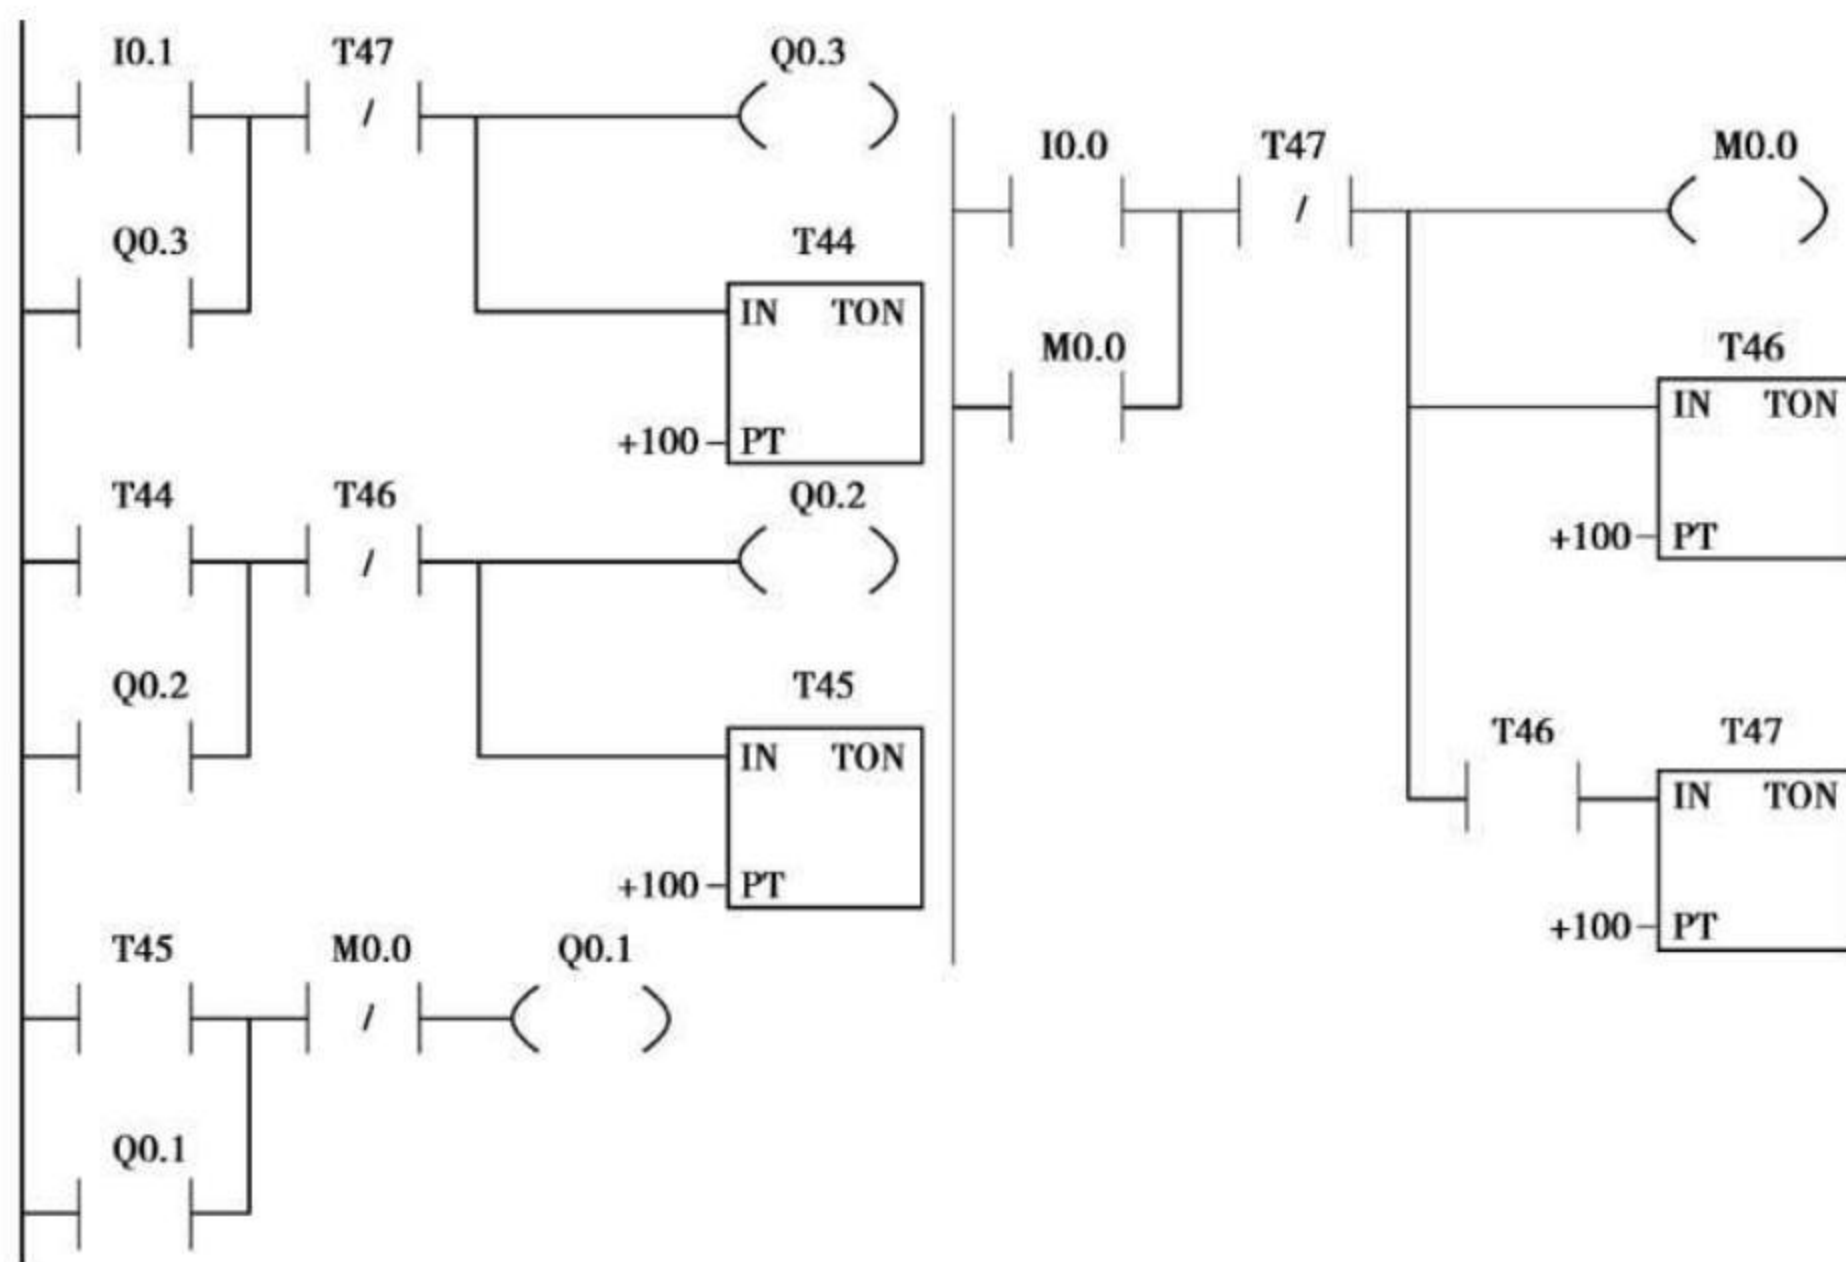 I0.1 T47 Q0.3
/
Q0.3 T44
IN TON
+100 PT
T44 T46 Q0.2
/
Q0.2 T45
IN TON
+100 PT
T45 M0.0 Q0.1
/
Q0.1
I0.0 T47 M0.0
/
M0.0 T46
IN TON
+100 PT
T46 T47
IN TON
+100 PT